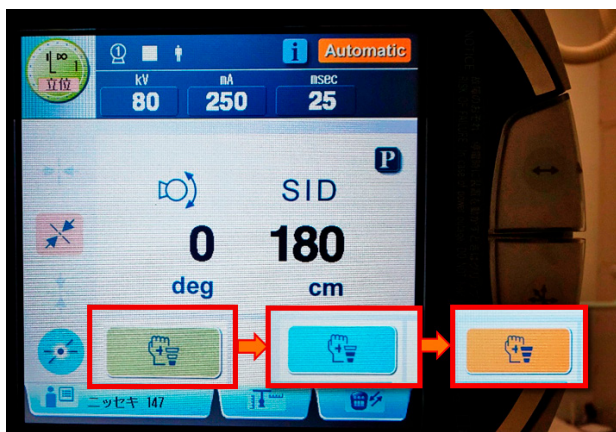 1
Automatic
立位
kV mA msec
80 250 25
P
SID
0 180
deg cm
ニッセキ 147